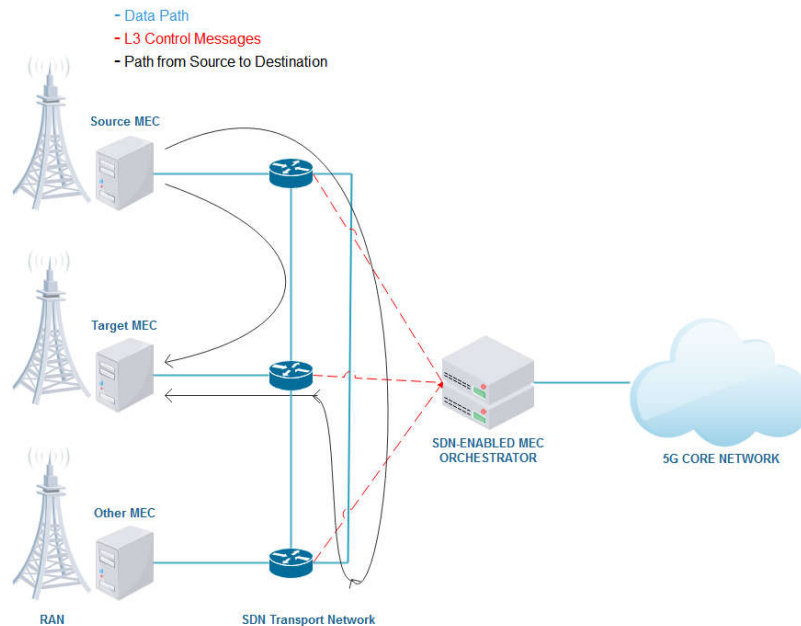 - Data Path
- L3 Control Messages
- Path from Source to Destination
Source MEC
Target MEC
SDN-ENABLED MEC
ORCHESTRATOR
5G CORE NETWORK
Other MEC
RAN
SDN Transport Network